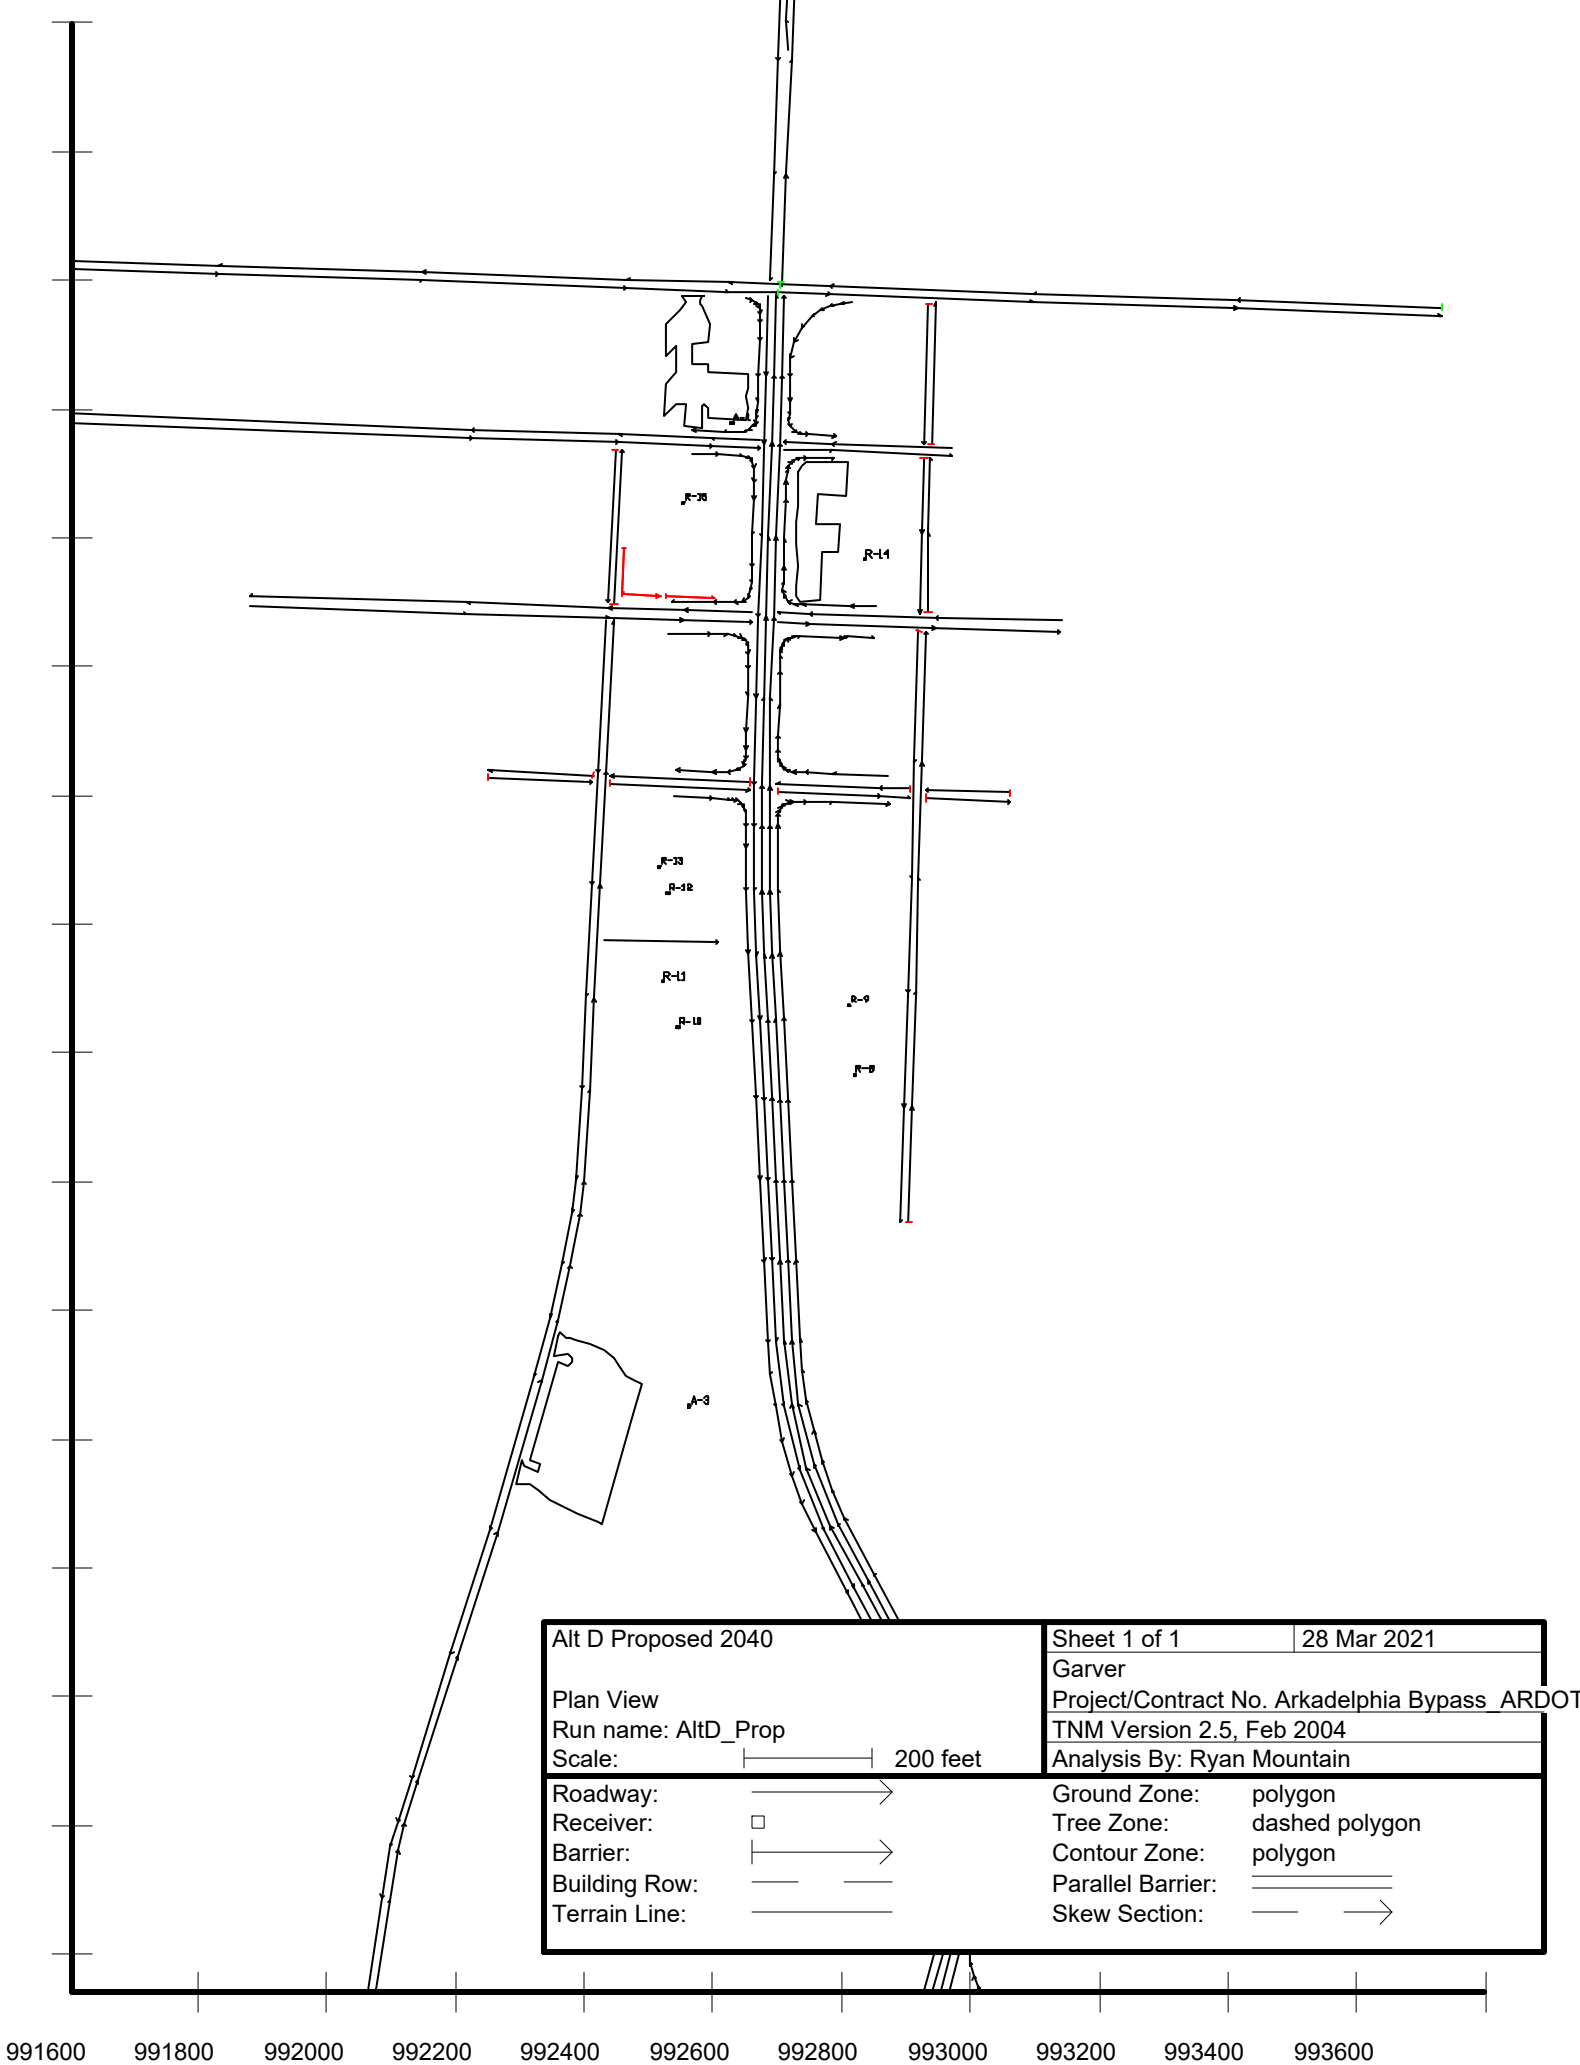 R-14
R-11
R-9
A-3
Alt D Proposed 2040
Sheet 1 of 1 28 Mar 2021
Garver
Plan View
Project/Contract No. Arkadelphia Bypass_ARDOT
Run name: AltD_Prop
TNM Version 2.5, Feb 2004
Scale: 200 feet
Analysis By: Ryan Mountain
Roadway:
Ground Zone: polygon
Receiver:
Tree Zone: dashed polygon
Barrier:
Contour Zone: polygon
Building Row:
Parallel Barrier:
Terrain Line:
Skew Section:
991600 991800 992000 992200 992400 992600 992800 993000 993200 993400 993600